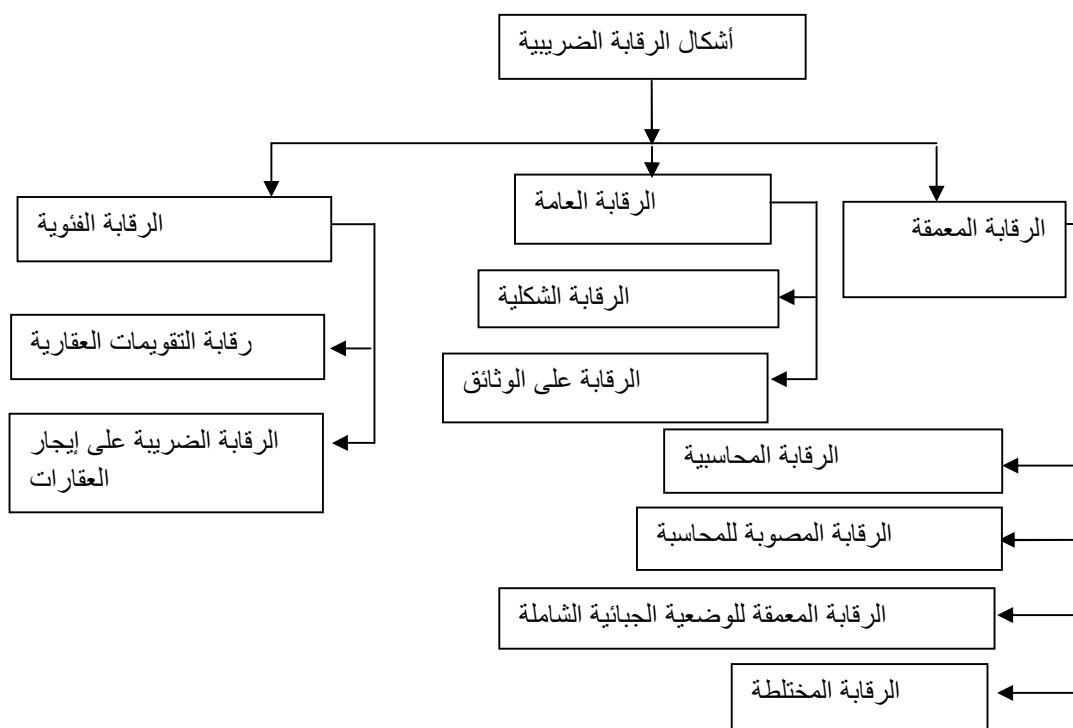 أشكال الرقابة الضريبية
الرقابة المعمقة
الرقابة العامة
الرقابة الفئوية
الرقابة الشكلية
الرقابة على الوثائق
رقابة التقويمات العقارية
الرقابة الضريبة على إيجار
العقارات
الرقابة المحاسبية
الرقابة المصوبة للمحاسبة
الرقابة المعمقة للوضعية الجبائية الشاملة
الرقابة المختلطة